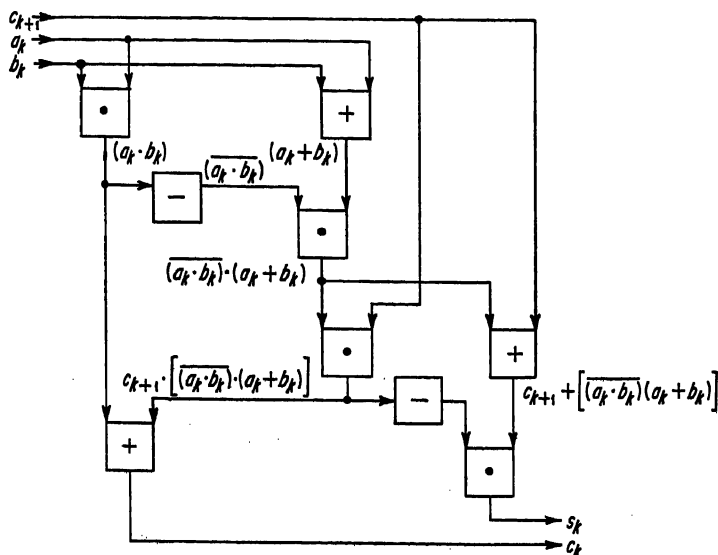 c_{k+1}
a_k
b_k
•
+
(a_k · b_k)
(\overline{a_k · b_k})
(a_k + b_k)
−
•
\overline{(a_k · b_k)} · (a_k + b_k)
•
+
c_{k+1} · [\overline{(a_k · b_k)} · (a_k + b_k)]
−
c_{k+1} + [\overline{(a_k · b_k)} (a_k + b_k)]
+
•
s_k
c_k